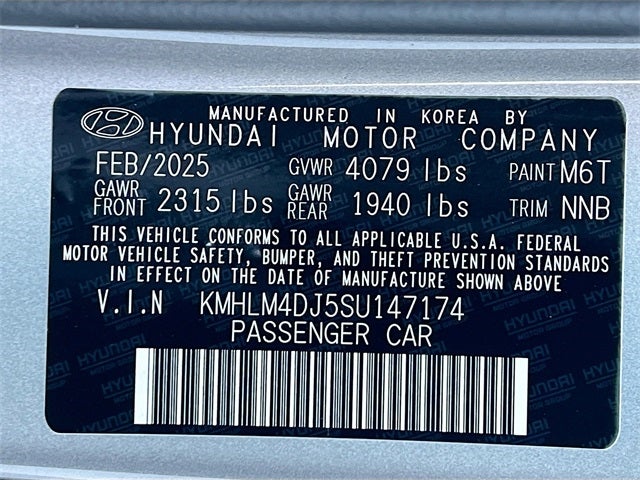 MANUFACTURED IN KOREA BY
HYUNDAI MOTOR COMPANY
FEB/2025 GVWR 4079 lbs PAINT M6T
GAWR FRONT 2315 lbs GAWR REAR 1940 lbs TRIM NNB
THIS VEHICLE CONFORMS TO ALL APPLICABLE U.S.A. FEDERAL
MOTOR VEHICLE SAFETY, BUMPER, AND THEFT PREVENTION STANDARDS
IN EFFECT ON THE DATE OF MANUFACTURE SHOWN ABOVE
V.I.N KMHLM4DJ5SU147174
PASSENGER CAR